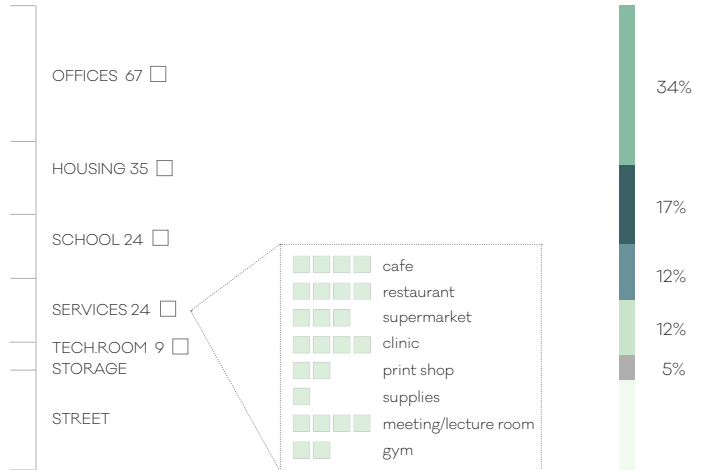 OFFICES 67
34%
HOUSING 35
17%
SCHOOL 24
12%
SERVICES 24
12%
TECH.ROOM 9
STORAGE
5%
STREET
cafe
restaurant
supermarket
clinic
print shop
supplies
meeting/lecture room
gym